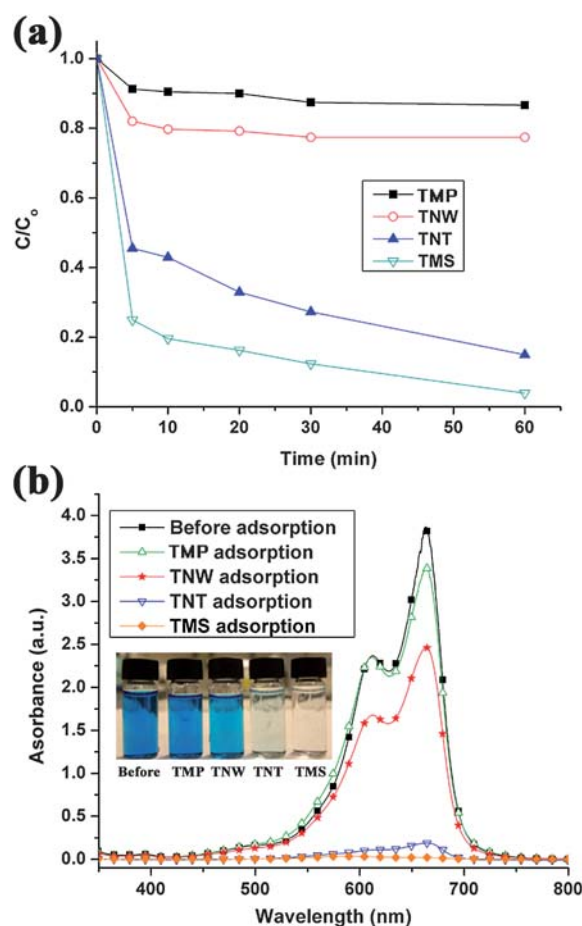 (a)
1.0
0.8
0.6
0.4
0.2
0.0
C/Co
TMP
TNW
TNT
TMS
0 10 20 30 40 50 60
Time (min)
(b)
4.0
3.5
3.0
2.5
2.0
1.5
1.0
0.5
0.0
Asorbance (a.u.)
Before adsorption
TMP adsorption
TNW adsorption
TNT adsorption
TMS adsorption
Before TMP TNW TNT TMS
400 500 600 700 800
Wavelength (nm)